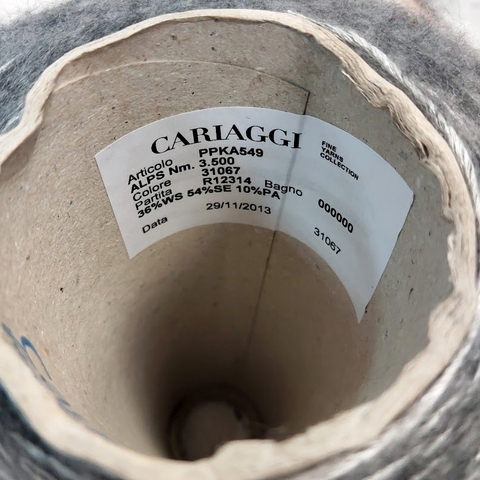 CARIAGGI
FINE
YARNS
COLLECTION
Articolo PPKA549
ALPS Nm. 3.500
Colore 31067
Partita R12314 Bagno 000000
36%WS 54%SE 10%PA
Data 29/11/2013 31067